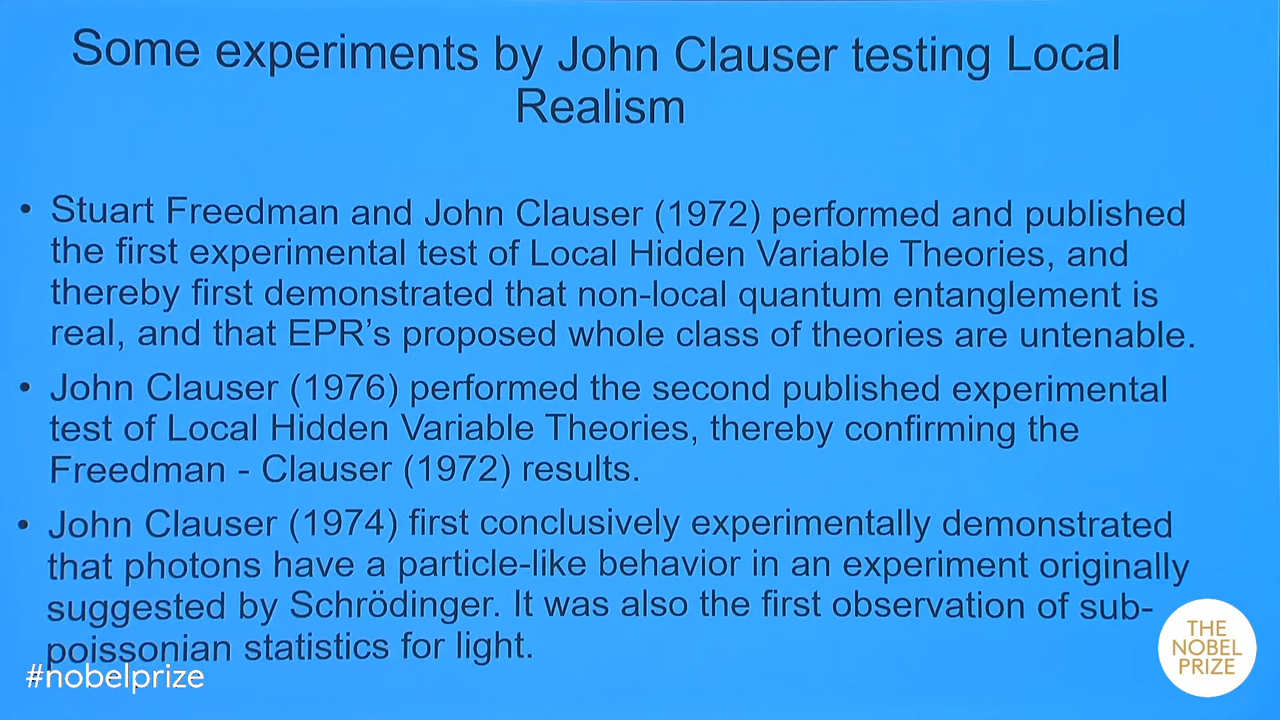 Some experiments by John Clauser testing Local
Realism
• Stuart Freedman and John Clauser (1972) performed and published
the first experimental test of Local Hidden Variable Theories, and
thereby first demonstrated that non-local quantum entanglement is
real, and that EPR’s proposed whole class of theories are untenable.
• John Clauser (1976) performed the second published experimental
test of Local Hidden Variable Theories, thereby confirming the
Freedman - Clauser (1972) results.
• John Clauser (1974) first conclusively experimentally demonstrated
that photons have a particle-like behavior in an experiment originally
suggested by Schrödinger. It was also the first observation of sub-
poissonian statistics for light.
#nobelprize
THE
NOBEL
PRIZE